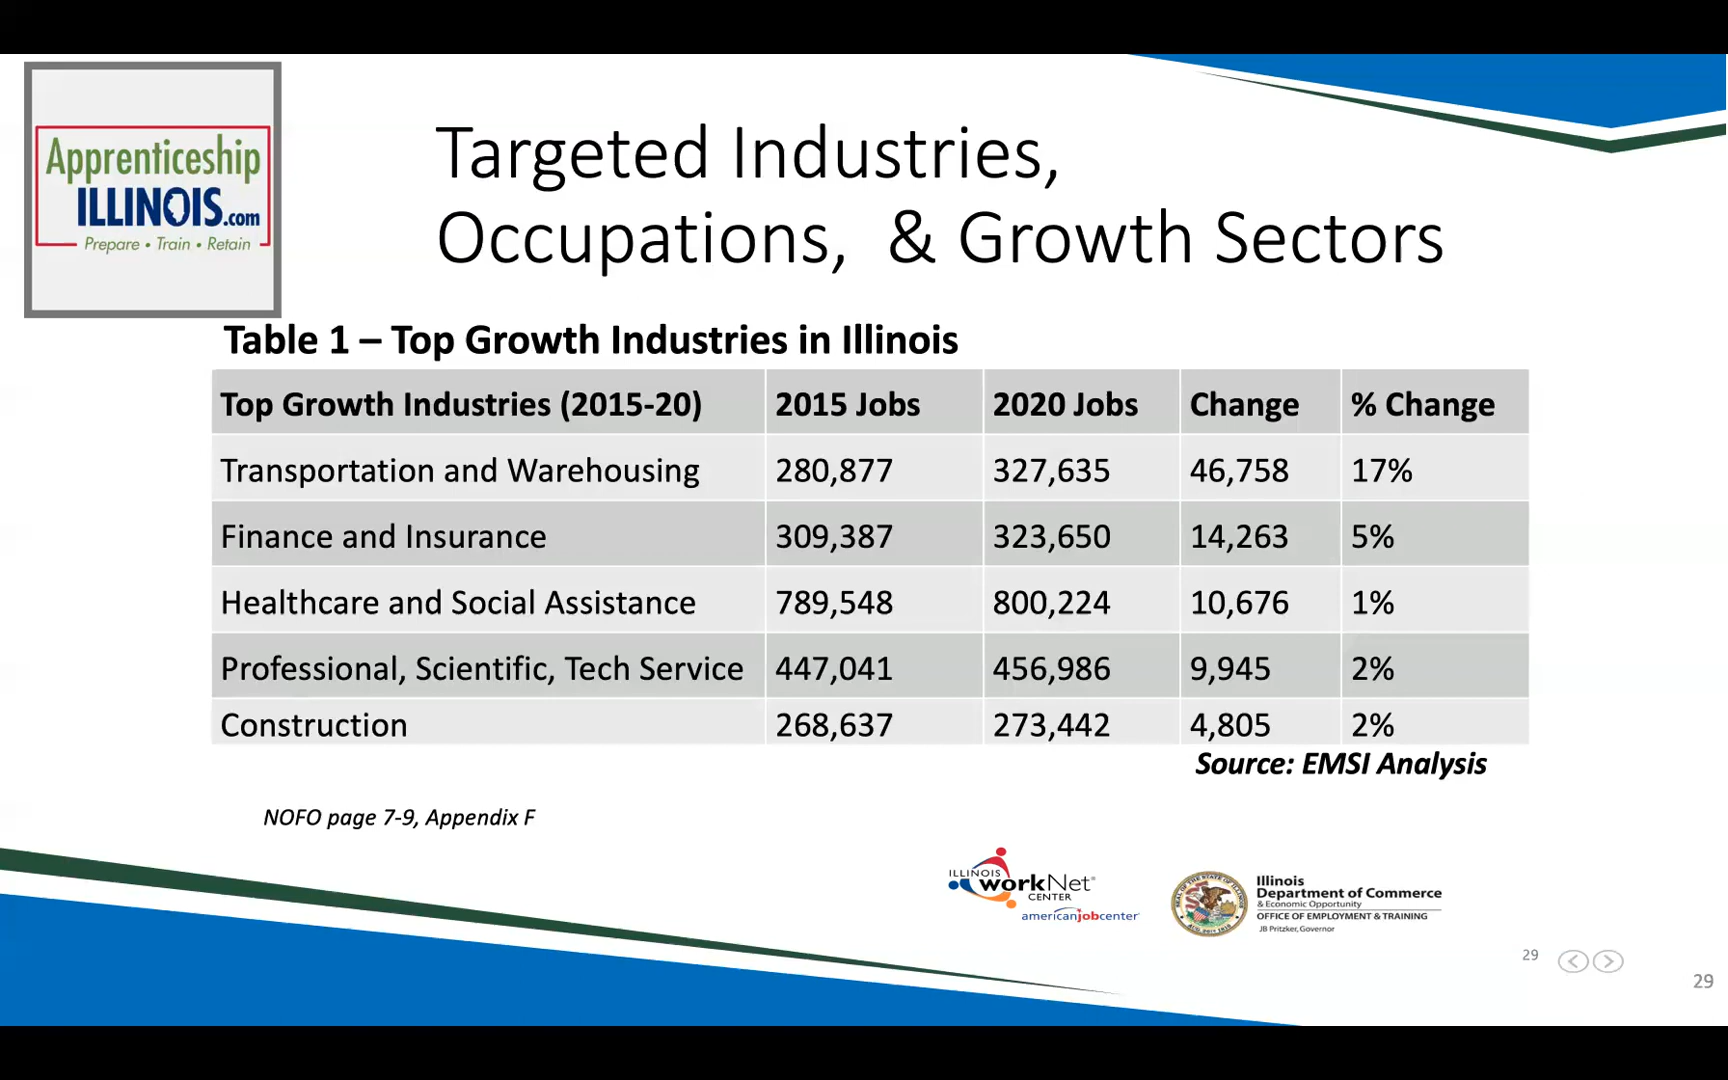 Apprenticeship
ILLINOIS.com
Prepare • Train • Retain
Targeted Industries,
Occupations, & Growth Sectors
Table 1 – Top Growth Industries in Illinois
Top Growth Industries (2015-20) 2015 Jobs 2020 Jobs Change % Change
Transportation and Warehousing 280,877 327,635 46,758 17%
Finance and Insurance 309,387 323,650 14,263 5%
Healthcare and Social Assistance 789,548 800,224 10,676 1%
Professional, Scientific, Tech Service 447,041 456,986 9,945 2%
Construction 268,637 273,442 4,805 2%
Source: EMSI Analysis
NOFO page 7-9, Appendix F
ILLINOIS
workNet®
CENTER
americanjobcenter
Illinois
Department of Commerce
& Economic Opportunity
OFFICE OF EMPLOYMENT & TRAINING
JB Pritzker, Governor
29
29